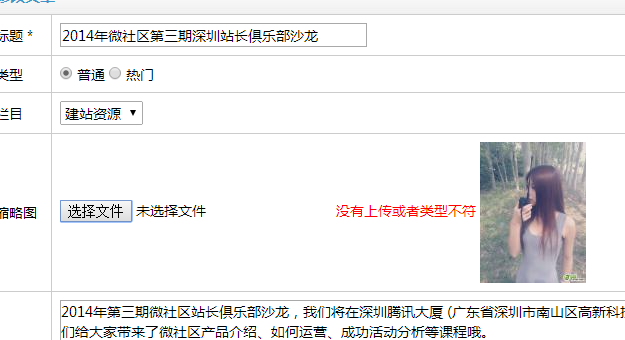 标题 *
2014年微社区第三期深圳站长俱乐部沙龙
类型
普通 热门
栏目
建站资源
缩略图
选择文件 未选择文件
没有上传或者类型不符
2014年第三期微社区站长俱乐部沙龙，我们将在深圳腾讯大厦 (广东省深圳市南山区高新科技
们给大家带来了微社区产品介绍、如何运营、成功活动分析等课程哦。